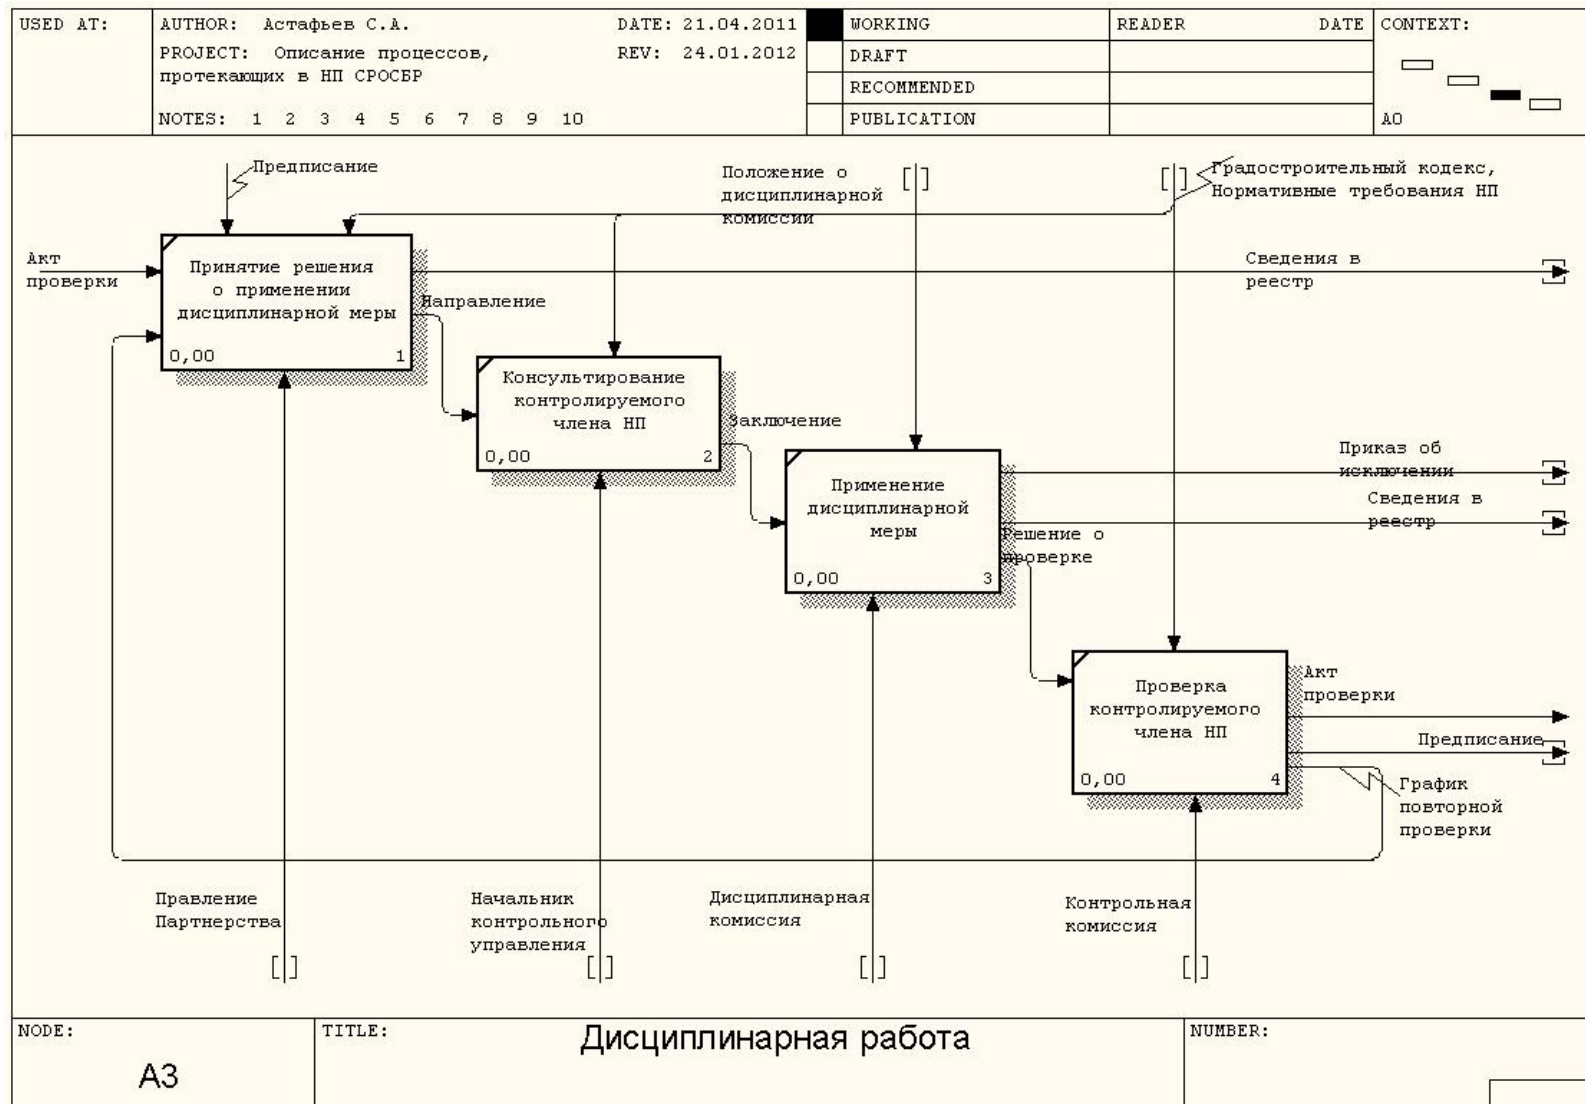 USED AT:
AUTHOR: Астафьев С.А.
DATE: 21.04.2011
PROJECT: Описание процессов,
протекающих в НП СРОСБР
REV: 24.01.2012
NOTES: 1 2 3 4 5 6 7 8 9 10
WORKING
DRAFT
RECOMMENDED
PUBLICATION
READER DATE
CONTEXT:
A0
Предписание
Положение о
дисциплинарной
комиссии
Градостроительный кодекс,
Нормативные требования НП
Акт
проверки
Принятие решения
о применении
дисциплинарной меры
0,00 1
Сведения в
реестр
Направление
Консультирование
контролируемого
члена НП
0,00 2
Заключение
Применение
дисциплинарной
меры
0,00 3
Приказ об
исключении
Сведения в
реестр
Решение о
проверке
Проверка
контролируемого
члена НП
0,00 4
Акт
проверки
Предписание
График
повторной
проверки
Правление
Партнерства
Начальник
контрольного
управления
Дисциплинарная
комиссия
Контрольная
комиссия
NODE:
A3
TITLE:
Дисциплинарная работа
NUMBER: